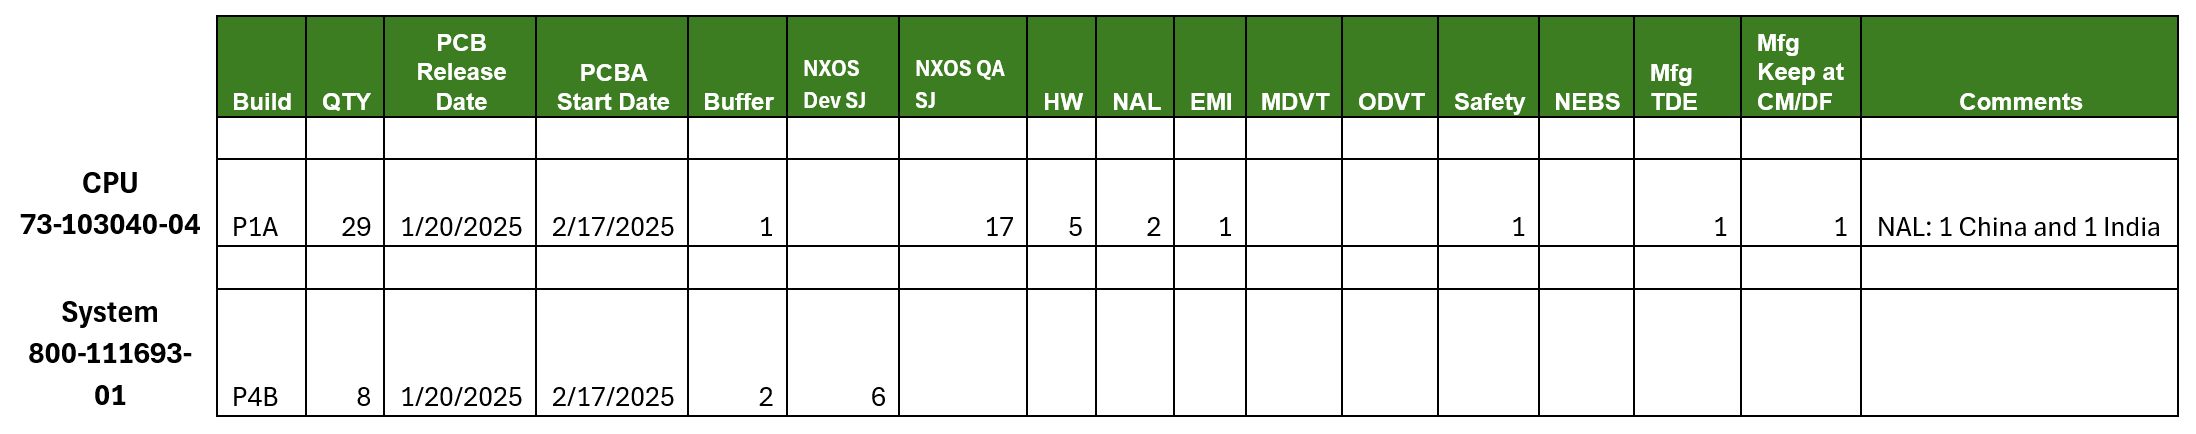 Build QTY PCB Release Date PCBA Start Date Buffer NXOS Dev SJ NXOS QA SJ HW NAL EMI MDVT ODVT Safety NEBS Mfg TDE Mfg Keep at CM/DF Comments
CPU
73-103040-04 P1A 29 1/20/2025 2/17/2025 1 17 5 2 1 1 1 1 NAL: 1 China and 1 India
System
800-111693-
01 P4B 8 1/20/2025 2/17/2025 2 6